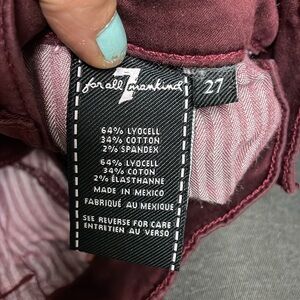 for all 7 mankind
27
64% LYOCELL
34% COTTON
2% SPANDEX
64% LYOCELL
34% COTON
2% ÉLASTHANNE
MADE IN MEXICO
FABRIQUÉ AU MEXIQUE
SEE REVERSE FOR CARE
ENTRETIEN AU VERSO